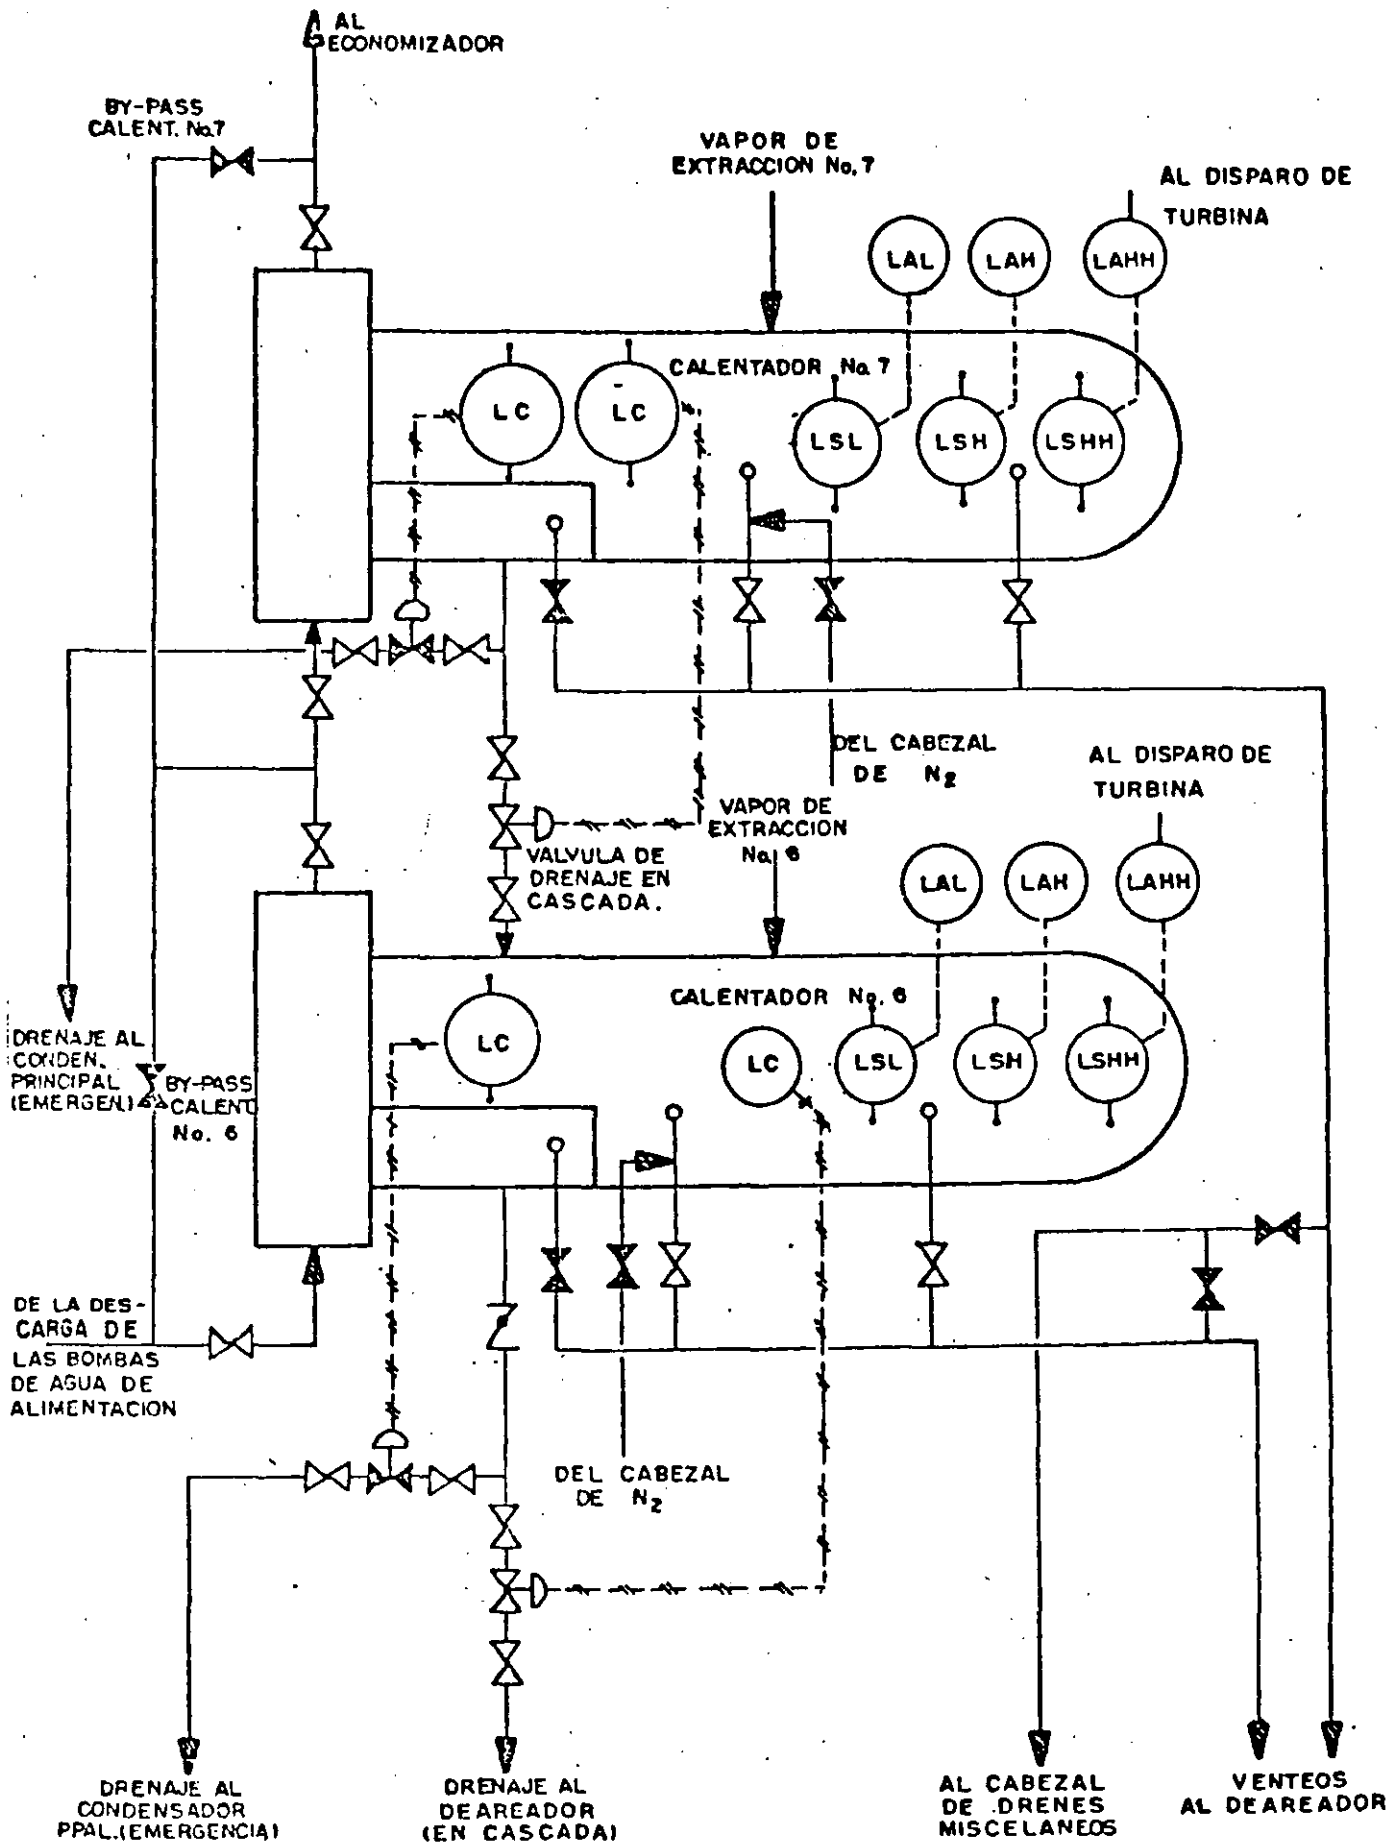 AL
ECONOMIZADOR
BY-PASS
CALENT. No.7
VAPOR DE
EXTRACCION No. 7
AL DISPARO DE
TURBINA
LAL
LAH
LAHH
CALENTADOR No. 7
LC
LC
LSL
LSH
LSHH
DEL CABEZAL
DE N2
AL DISPARO DE
TURBINA
VAPOR DE
EXTRACCION
No. 6
VALVULA DE
DRENAJE EN
CASCADA.
LAL
LAH
LAHH
CALENTADOR No. 6
LC
LC
LSL
LSH
LSHH
DRENAJE AL
CONDEN.
PRINCIPAL
(EMERGEN.)
BY-PASS
CALENT
No. 6
DE LA DES-
CARGA DE
LAS BOMBAS
DE AGUA DE
ALIMENTACION
DEL CABEZAL
DE N2
DRENAJE AL
CONDENSADOR
PPAL.(EMERGENCIA)
DRENAJE AL
DEAREADOR
(EN CASCADA)
AL CABEZAL
DE DRENES
MISCELANEOS
VENTEOS
AL DEAREADOR